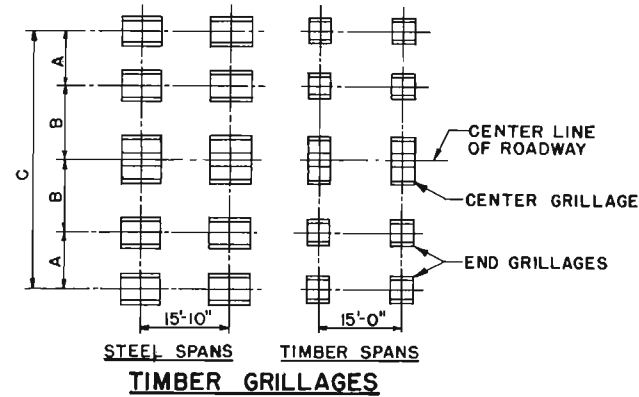 A
B
C
B
A
CENTER LINE
OF ROADWAY
CENTER GRILLAGE
END GRILLAGES
15'-10"
15'-0"
STEEL SPANS
TIMBER SPANS
TIMBER GRILLAGES